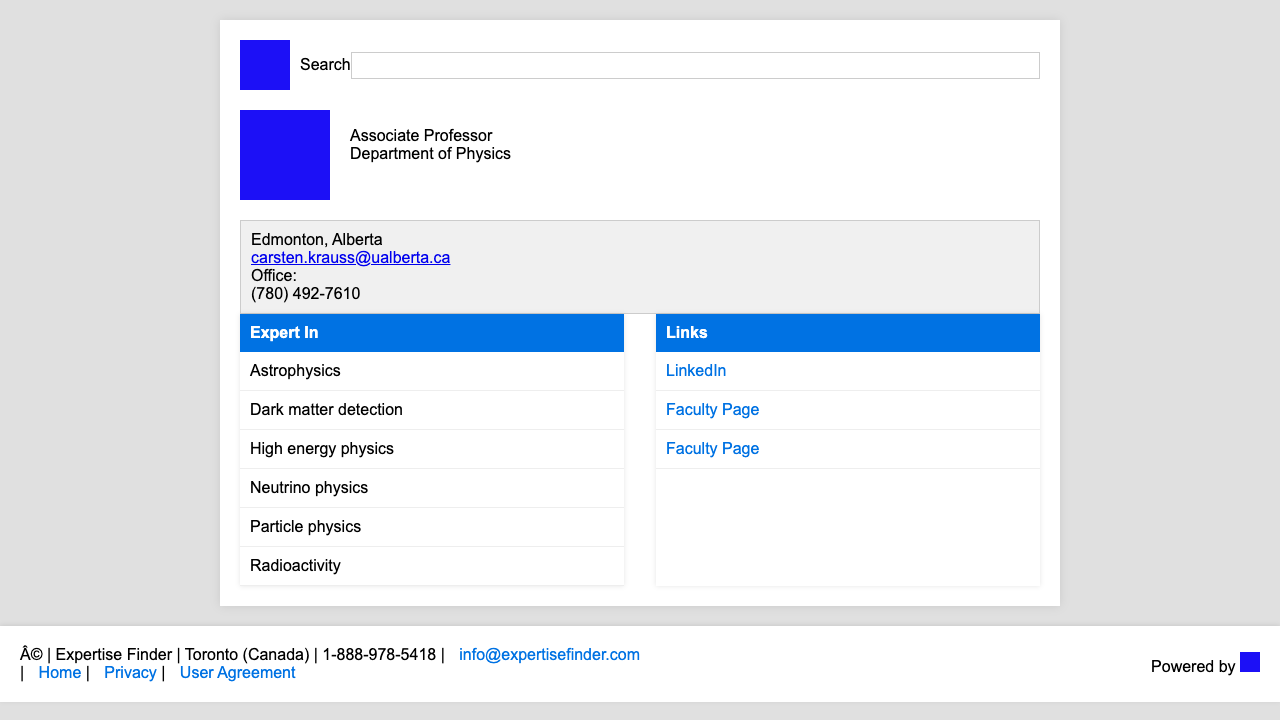 Search
Associate Professor
Department of Physics
Edmonton, Alberta
carsten.krauss@ualberta.ca
Office:
(780) 492-7610
Expert In
Astrophysics
Dark matter detection
High energy physics
Neutrino physics
Particle physics
Radioactivity
Links
LinkedIn
Faculty Page
Faculty Page
Â© | Expertise Finder | Toronto (Canada) | 1-888-978-5418 | info@expertisefinder.com
| Home | Privacy | User Agreement
Powered by